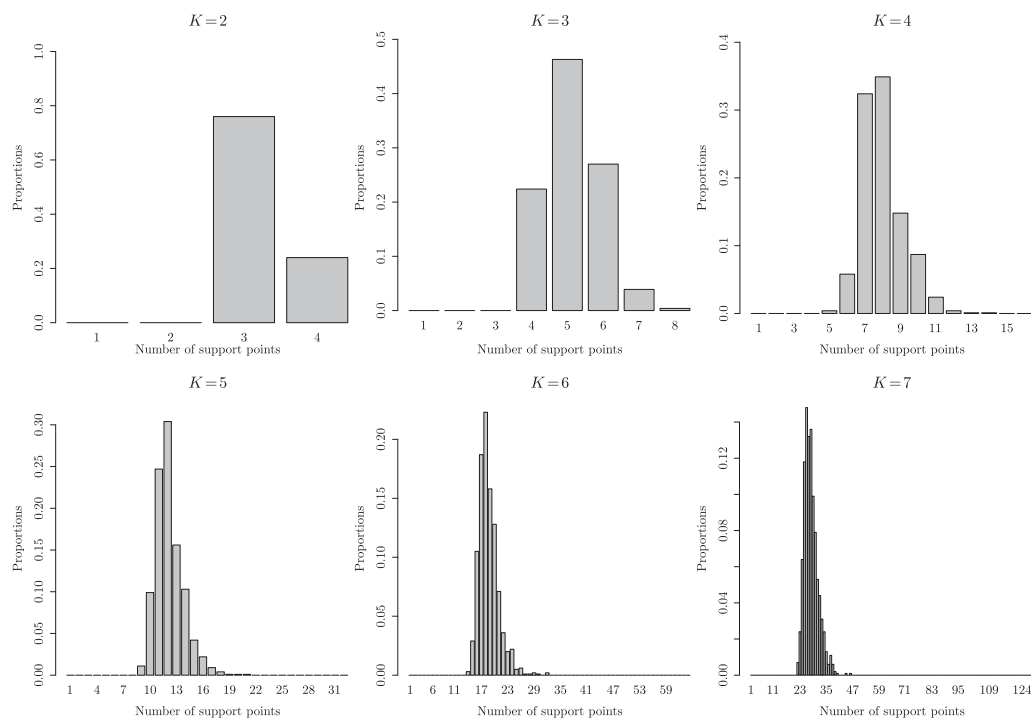 K=2
K=3
K=4
Proportions
0.0 0.2 0.4 0.6 0.8 1.0
1 2 3 4
Number of support points
Proportions
0.0 0.1 0.2 0.3 0.4 0.5
1 2 3 4 5 6 7 8
Number of support points
Proportions
0.0 0.1 0.2 0.3 0.4
1 3 5 7 9 11 13 15
Number of support points
K=5
K=6
K=7
Proportions
0.00 0.05 0.10 0.15 0.20 0.25 0.30
1 4 7 10 13 16 19 22 25 28 31
Number of support points
Proportions
0.00 0.05 0.10 0.15 0.20
1 6 11 17 23 29 35 41 47 53 59
Number of support points
Proportions
0.00 0.04 0.08 0.12
1 11 23 35 47 59 71 83 95 109 124
Number of support points